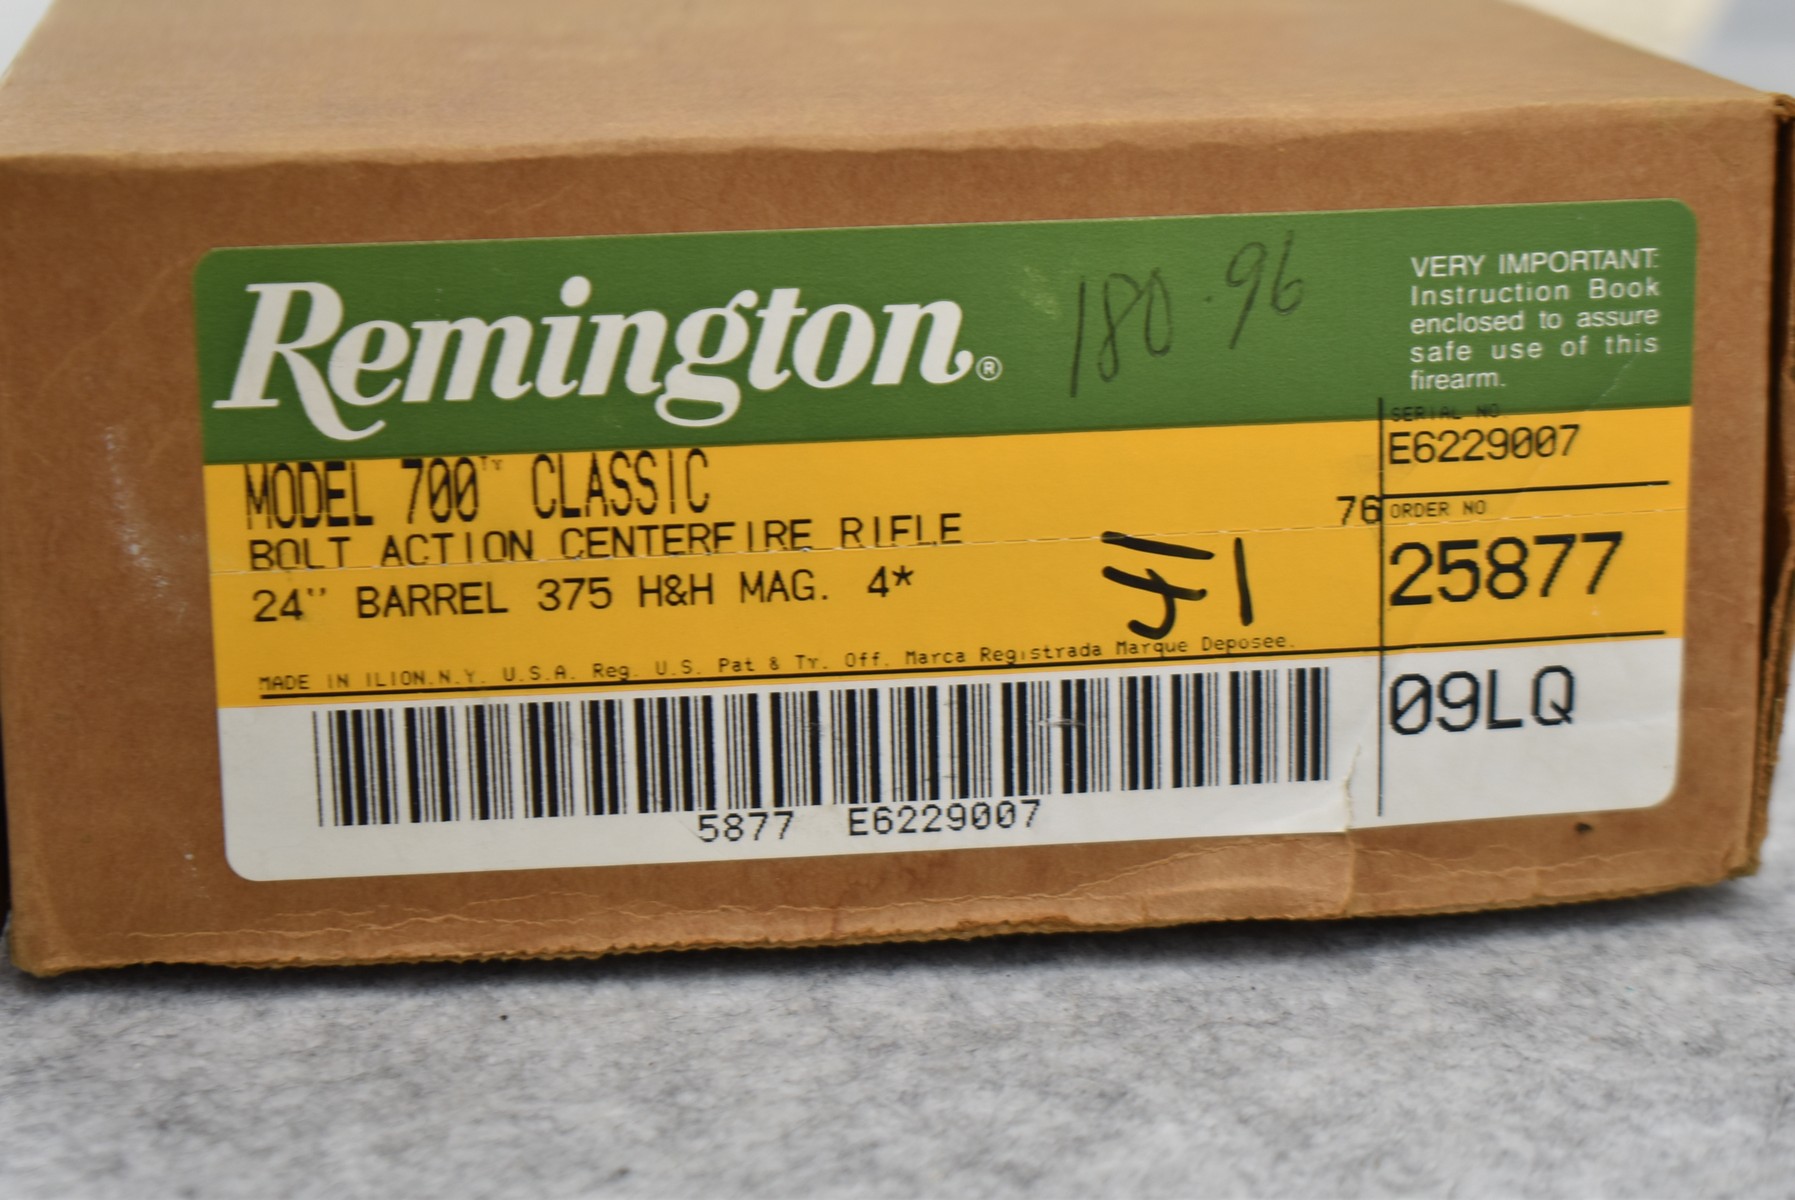 Remington®
180.96
VERY IMPORTANT:
Instruction Book
enclosed to assure
safe use of this
firearm.
MODEL 700™ CLASSIC
BOLT ACTION CENTERFIRE RIFLE
24" BARREL 375 H&H MAG. 4*
76
SERIAL NO
E6229007
ORDER NO
25877
09LQ
MADE IN ILION.N.Y. U.S.A. Reg. U.S. Pat & Tr. Off. Marca Registrada Marque Deposee.
5877 E6229007